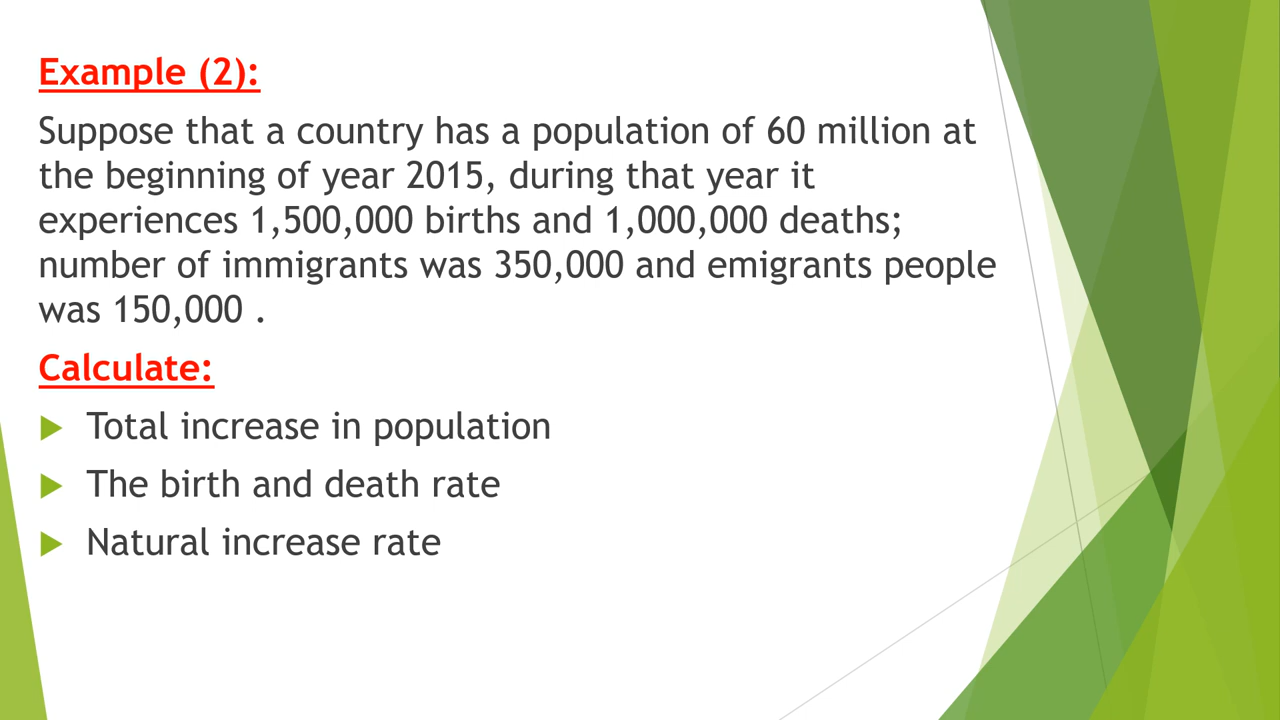 Example (2):
Suppose that a country has a population of 60 million at
the beginning of year 2015, during that year it
experiences 1,500,000 births and 1,000,000 deaths;
number of immigrants was 350,000 and emigrants people
was 150,000 .
Calculate:
Total increase in population
The birth and death rate
Natural increase rate